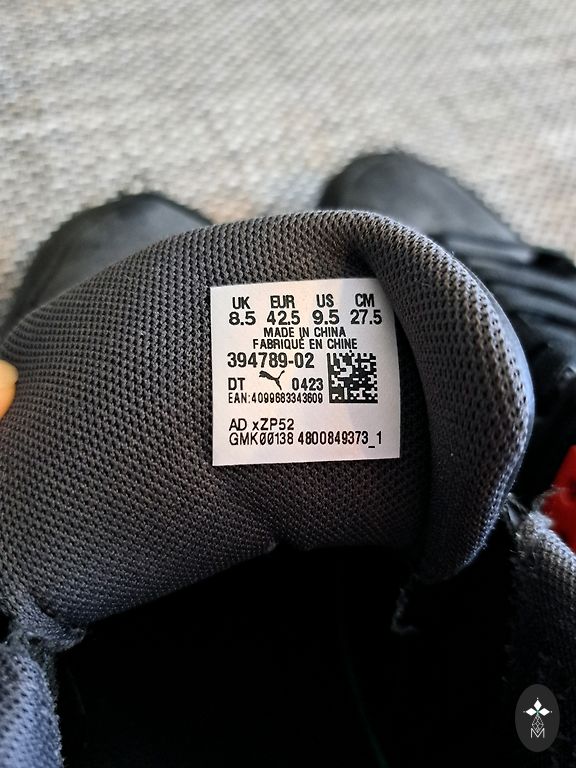 UK EUR US CM
8.5 42.5 9.5 27.5
MADE IN CHINA
FABRIQUÉ EN CHINE
394789-02
DT 0423
EAN:4099683343609
AD xZP52
GMK00138 4800849373_1
M